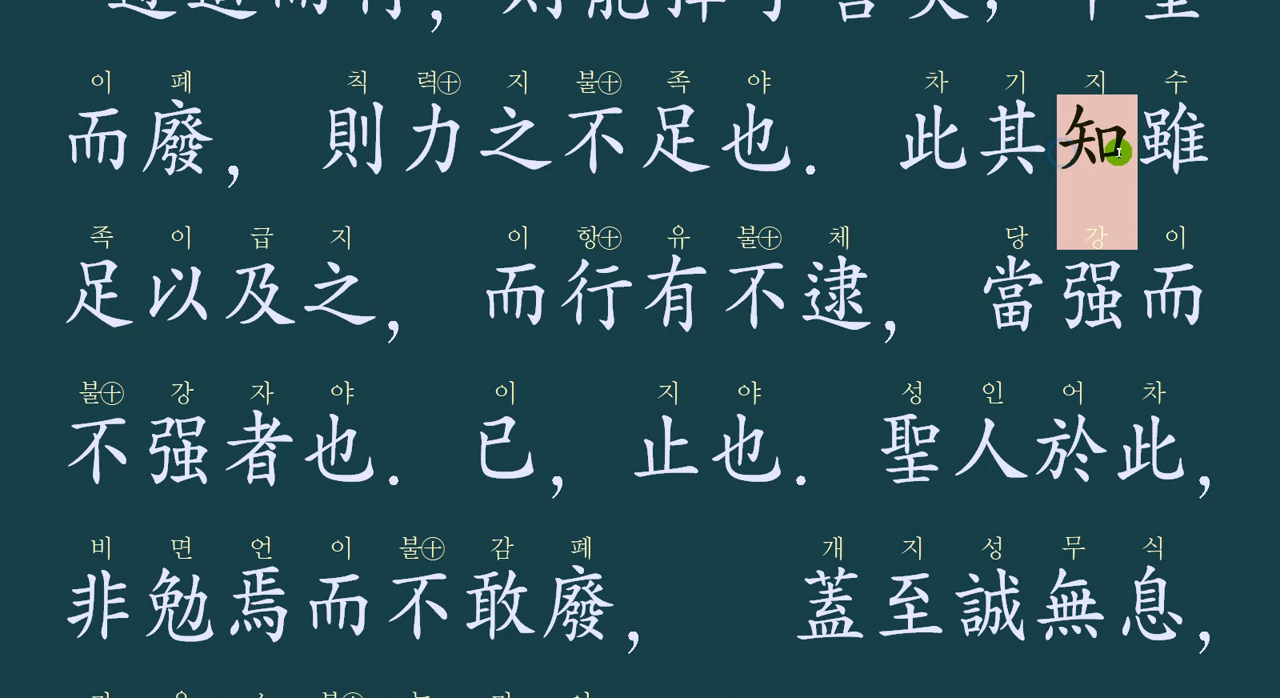 이 폐 칙 력㊉ 지 불㊉ 족 야 차 기 지 수
而廢, 則力之不足也. 此其知雖
족 이 급 지 이 항㊉ 유 불㊉ 체 당 강 이
足以及之, 而行有不逮, 當强而
불㊉ 강 자 야 이 지 야 성 인 어 차
不强者也. 已, 止也. 聖人於此,
비 면 언 이 불㊉ 감 폐 개 지 성 무 식
非勉焉而不敢廢, 蓋至誠無息,